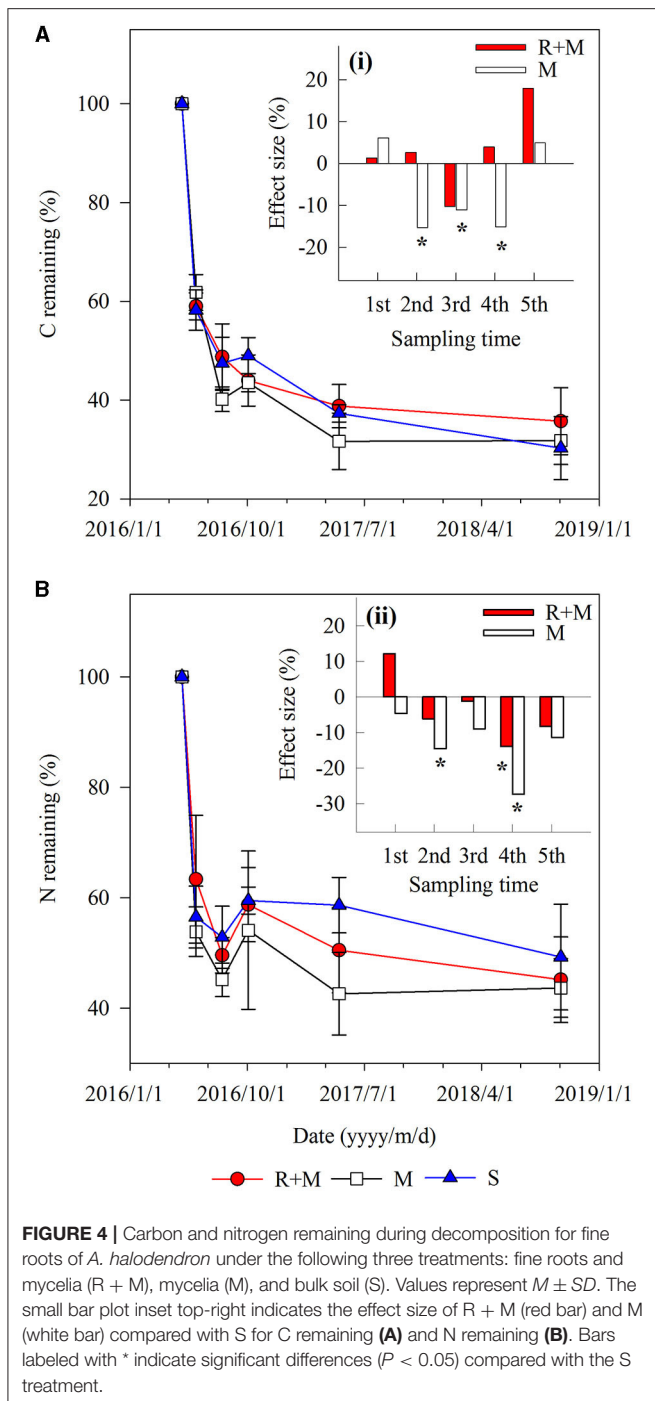 A
(i)
R+M
M
20
10
0
-10
-20
Effect size (%)
* * *
1st 2nd 3rd 4th 5th
Sampling time
100
80
60
40
20
C remaining (%)
2016/1/1 2016/10/1 2017/7/1 2018/4/1 2019/1/1
B
(ii)
R+M
M
20
10
0
-10
-20
-30
Effect size (%)
* * *
1st 2nd 3rd 4th 5th
Sampling time
100
80
60
40
N remaining (%)
2016/1/1 2016/10/1 2017/7/1 2018/4/1 2019/1/1
Date (yyyy/m/d)
R+M M S
FIGURE 4 | Carbon and nitrogen remaining during decomposition for fine
roots of A. halodendron under the following three treatments: fine roots and
mycelia (R + M), mycelia (M), and bulk soil (S). Values represent M ± SD. The
small bar plot inset top-right indicates the effect size of R + M (red bar) and M
(white bar) compared with S for C remaining (A) and N remaining (B). Bars
labeled with * indicate significant differences (P < 0.05) compared with the S
treatment.